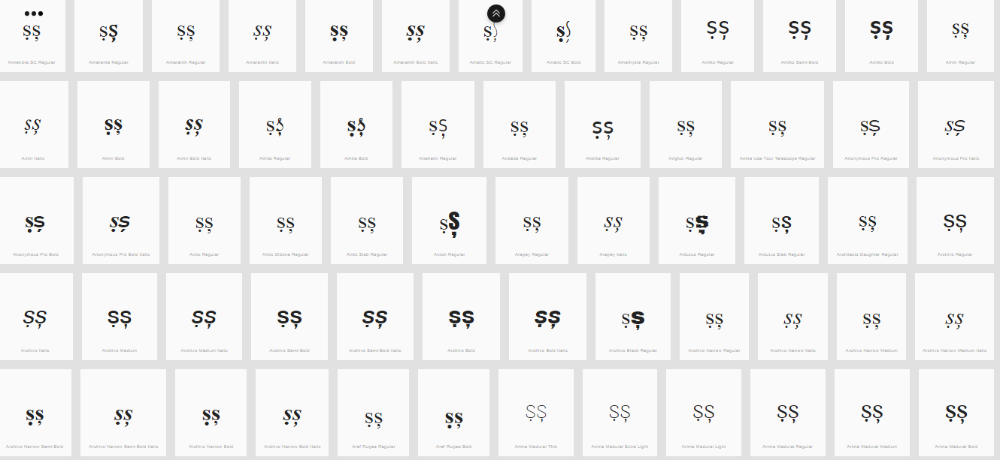 ṣș
Almendra SC Regular
ṣș
Amarante Regular
ṣș
Amaranth Regular
ṣș
Amaranth Italic
ṣș
Amaranth Bold
ṣș
Amaranth Bold Italic
ṣș
Amatic SC Regular
ṣș
Amatic SC Bold
ṣș
Amethysta Regular
ṣș
Amiko Regular
ṣș
Amiko Semi-Bold
ṣș
Amiko Bold
ṣș
Amiri Regular
ṣș
Amiri Italic
ṣș
Amiri Bold
ṣș
Amiri Bold Italic
ṣș
Amita Regular
ṣș
Amita Bold
ṣș
Anaheim Regular
ṣș
Andada Regular
ṣș
Andika Regular
ṣș
Angkor Regular
ṣș
Annie Use Your Telescope Regular
ṣș
Anonymous Pro Regular
ṣș
Anonymous Pro Italic
ṣș
Anonymous Pro Bold
ṣș
Anonymous Pro Bold Italic
ṣș
Antic Regular
ṣș
Antic Didone Regular
ṣș
Antic Slab Regular
ṣș
Anton Regular
ṣș
Arapey Regular
ṣș
Arapey Italic
ṣș
Arbutus Regular
ṣș
Arbutus Slab Regular
ṣș
Architects Daughter Regular
ṣș
Archivo Regular
ṣș
Archivo Italic
ṣș
Archivo Medium
ṣș
Archivo Medium Italic
ṣș
Archivo Semi-Bold
ṣș
Archivo Semi-Bold Italic
ṣș
Archivo Bold
ṣș
Archivo Bold Italic
ṣș
Archivo Black Regular
ṣș
Archivo Narrow Regular
ṣș
Archivo Narrow Italic
ṣș
Archivo Narrow Medium
ṣș
Archivo Narrow Medium Italic
ṣș
Archivo Narrow Semi-Bold
ṣș
Archivo Narrow Semi-Bold Italic
ṣș
Archivo Narrow Bold
ṣș
Archivo Narrow Bold Italic
ṣș
Aref Ruqaa Regular
ṣș
Aref Ruqaa Bold
ṣș
Arima Madurai Thin
ṣș
Arima Madurai Extra Light
ṣș
Arima Madurai Light
ṣș
Arima Madurai Regular
ṣș
Arima Madurai Medium
ṣș
Arima Madurai Bold